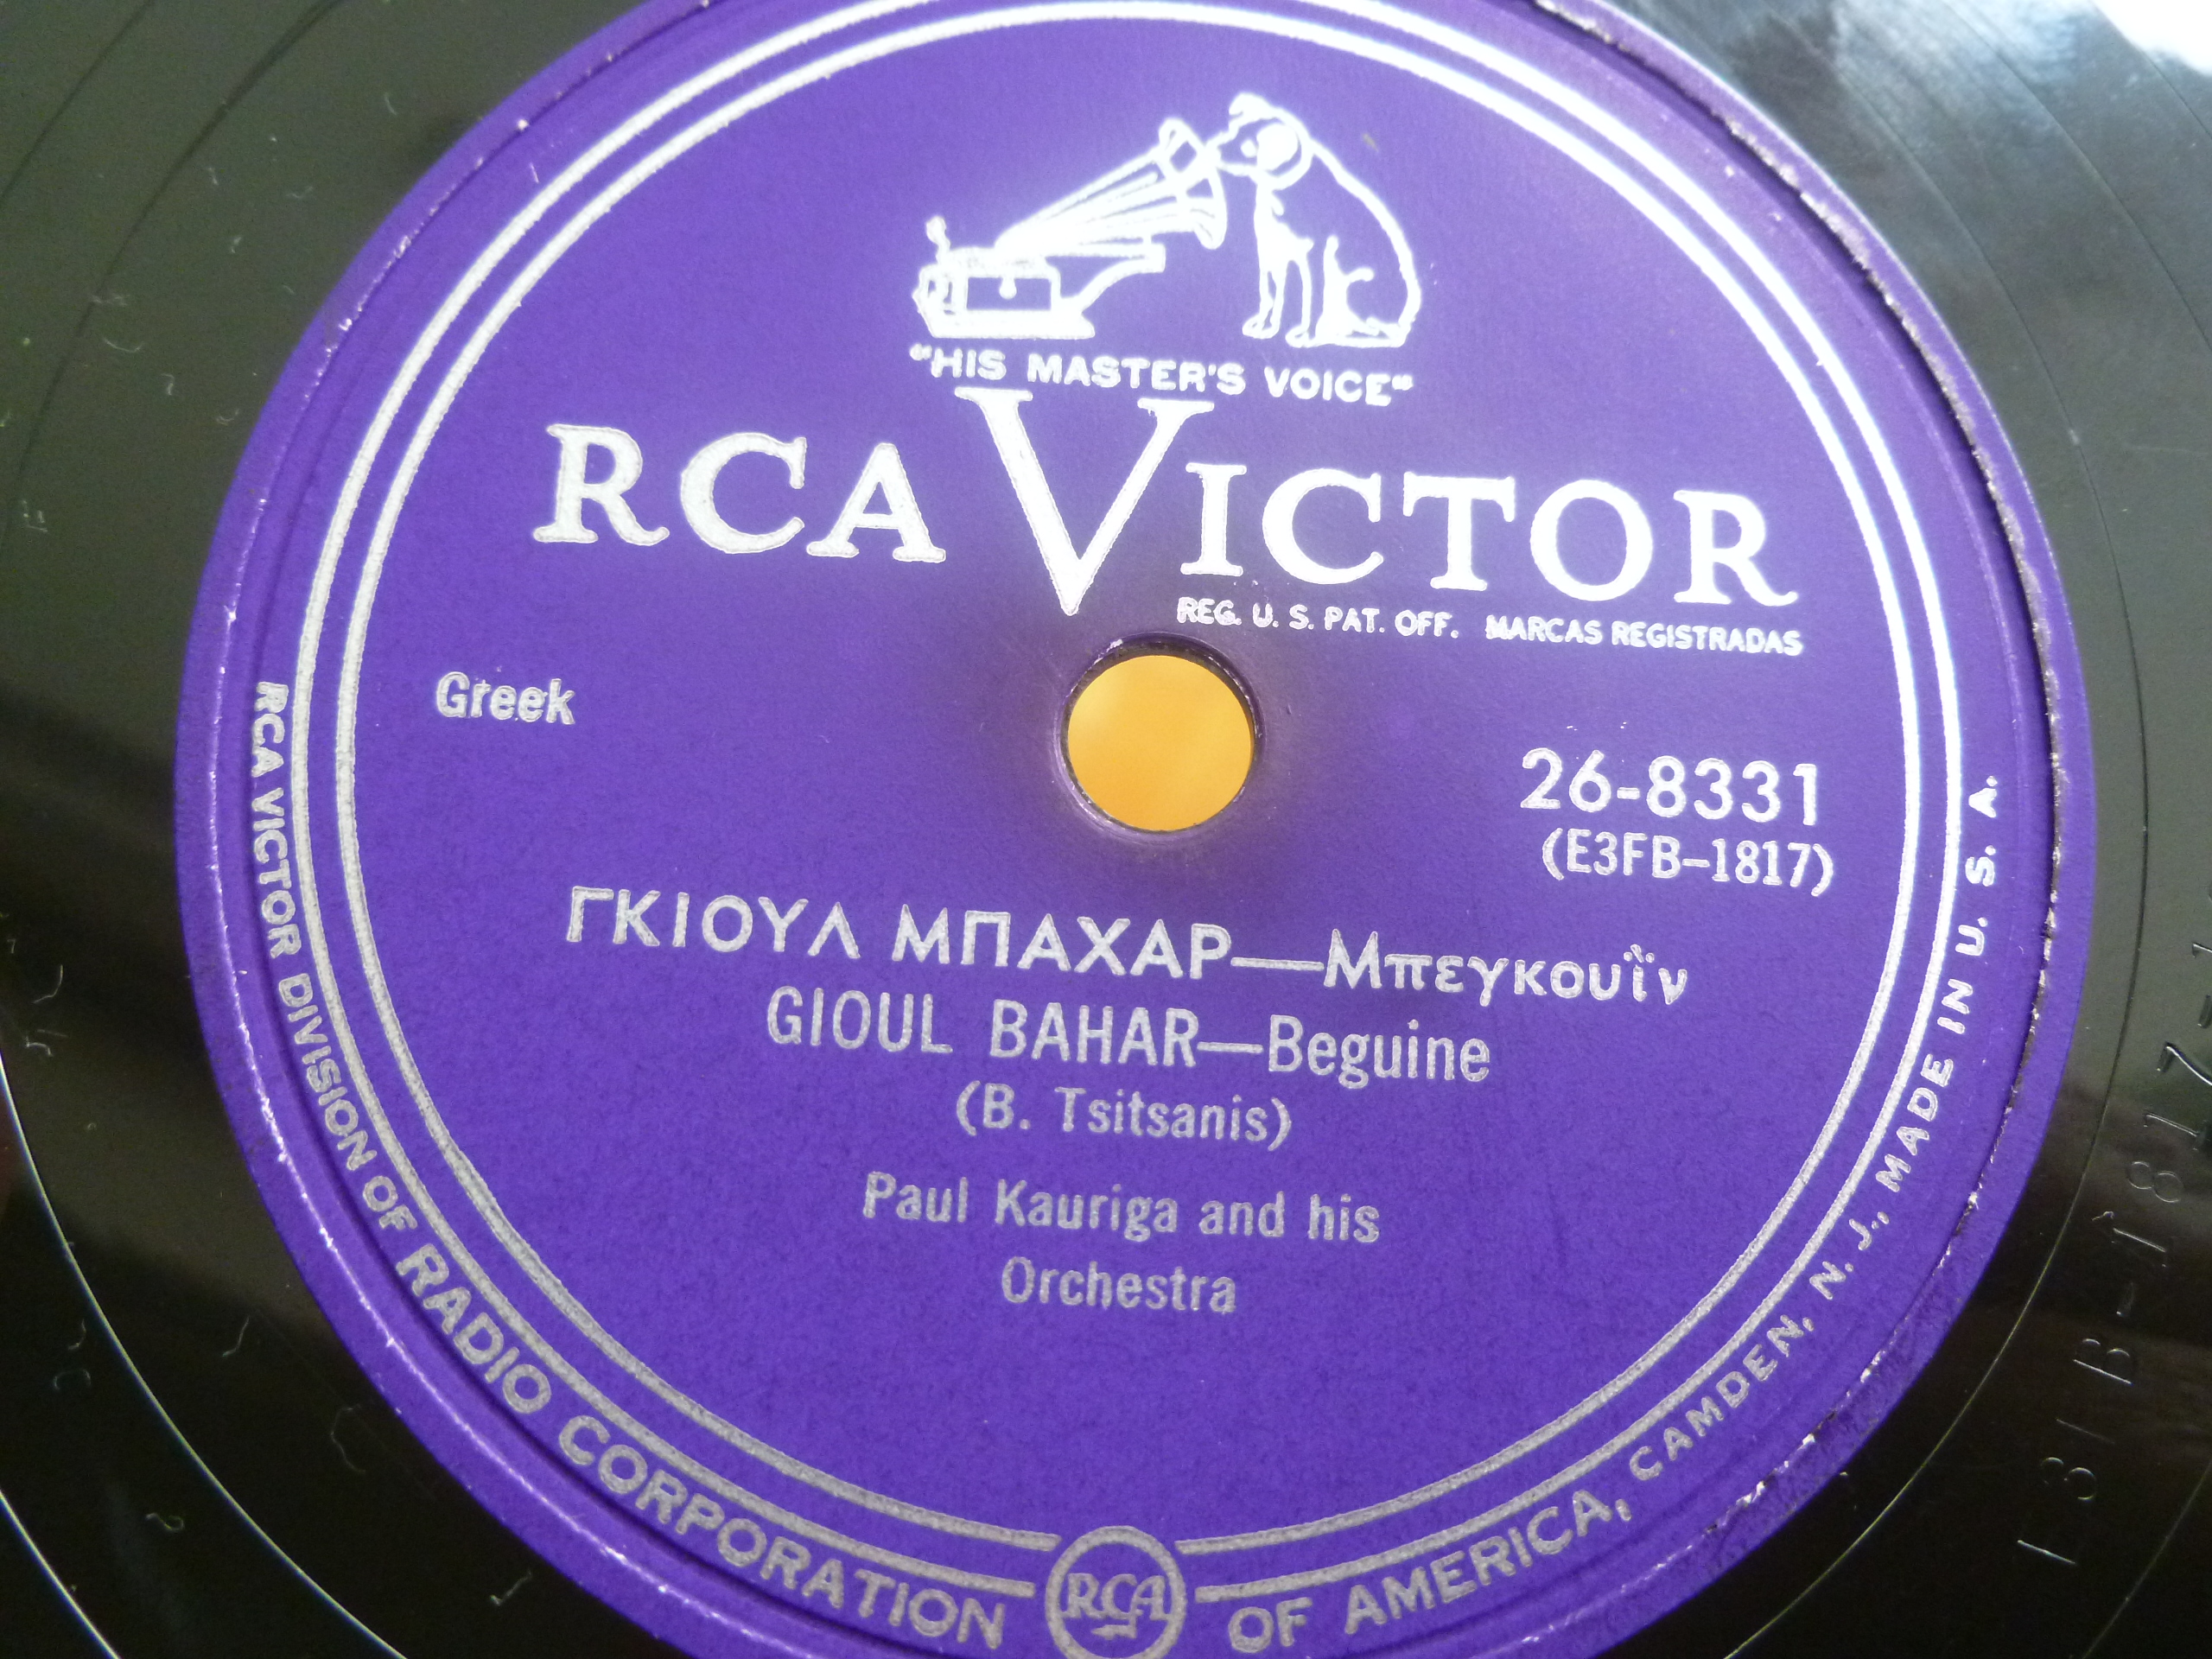 "HIS MASTER'S VOICE"
RCA VICTOR
REG. U. S. PAT. OFF. MARCAS REGISTRADAS
Greek
26-8331
(E3FB-1817)
ΓΚΙΟΥΛ ΜΠΑΧΑΡ—Μπεγκουΐν
GIOUL BAHAR—Beguine
(B. Tsitsanis)
Paul Kauriga and his
Orchestra
RCA VICTOR DIVISION OF RADIO CORPORATION OF AMERICA, CAMDEN, N. J., MADE IN U. S. A.
RCA